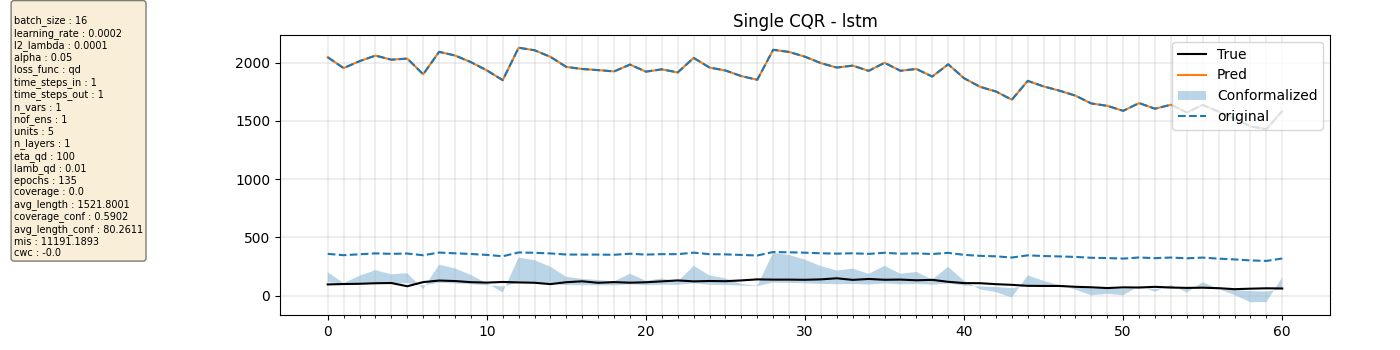 batch_size : 16
learning_rate : 0.0002
l2_lambda : 0.0001
alpha : 0.05
loss_func : qd
time_steps_in : 1
time_steps_out : 1
n_vars : 1
nof_ens : 1
units : 5
n_layers : 1
eta_qd : 100
lamb_qd : 0.01
epochs : 135
coverage : 0.0
avg_length : 1521.8001
coverage_conf : 0.5902
avg_length_conf : 80.2611
mis : 11191.1893
cwc : -0.0
Single CQR - lstm
True
Pred
Conformalized
original
2000
1500
1000
500
0
0 10 20 30 40 50 60